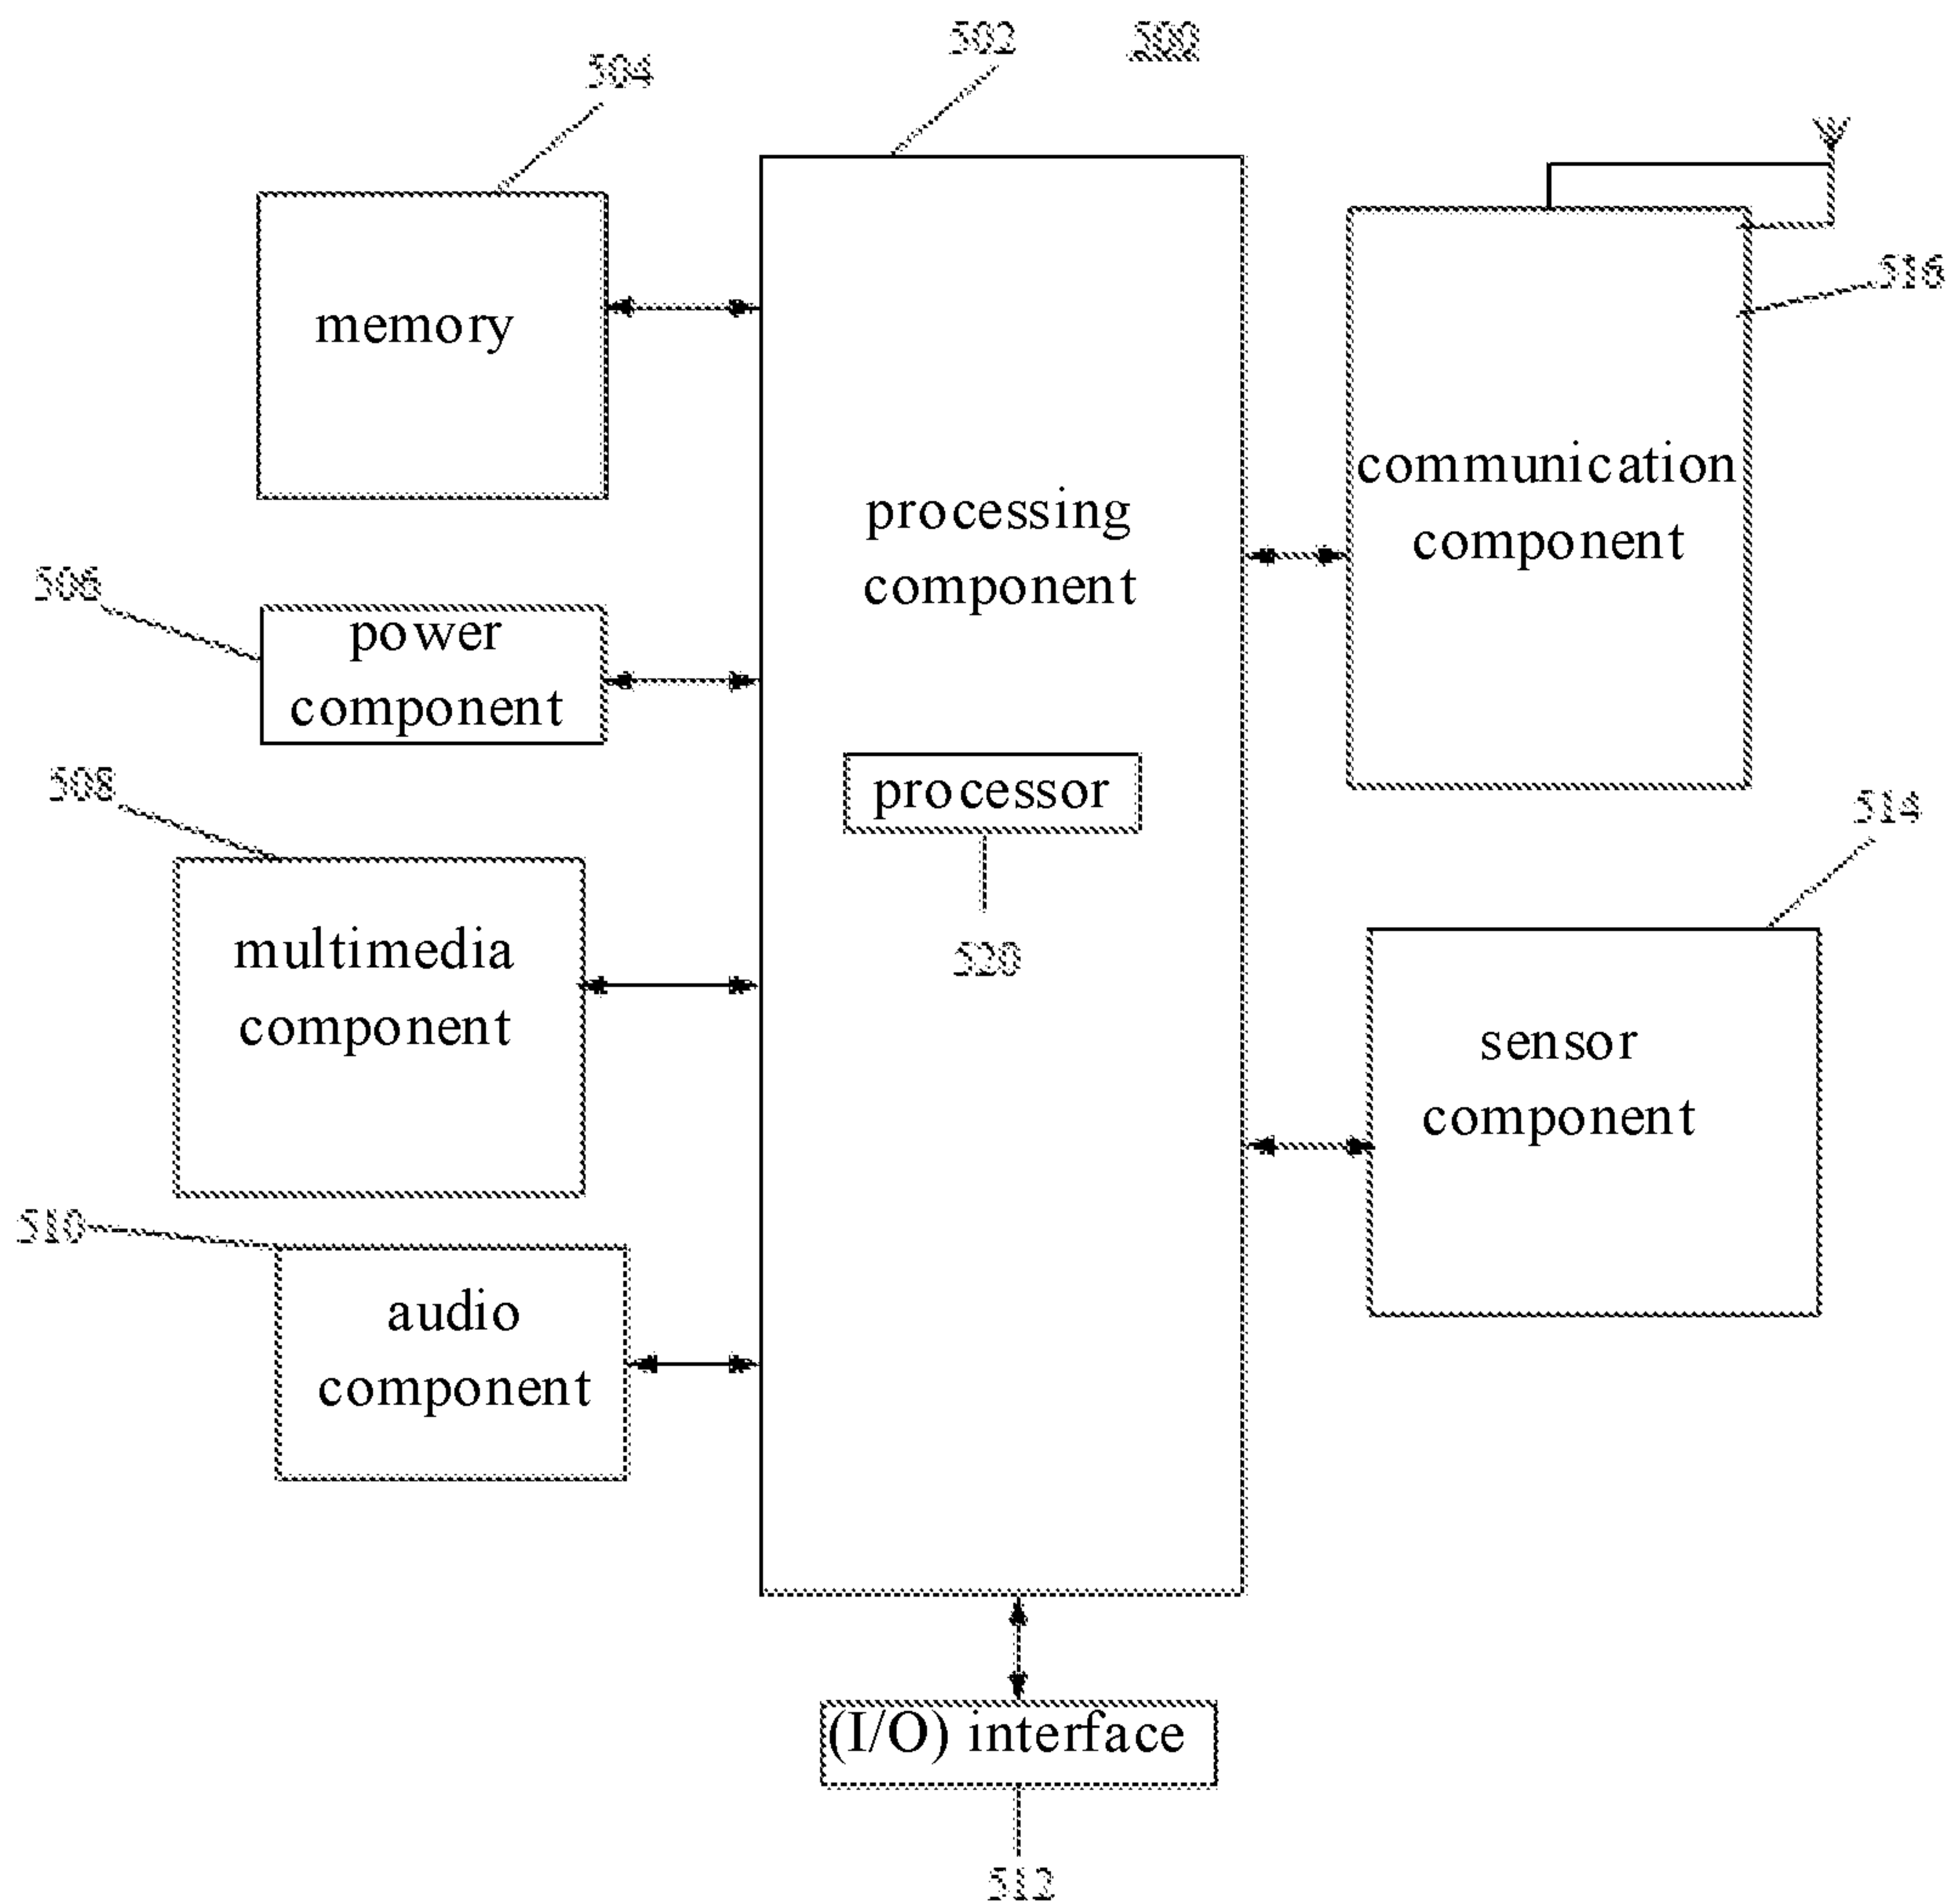 502
500
504
516
memory
communication
component
processing
component
506
power
component
508
processor
514
multimedia
component
520
sensor
component
510
audio
component
(I/O) interface
512